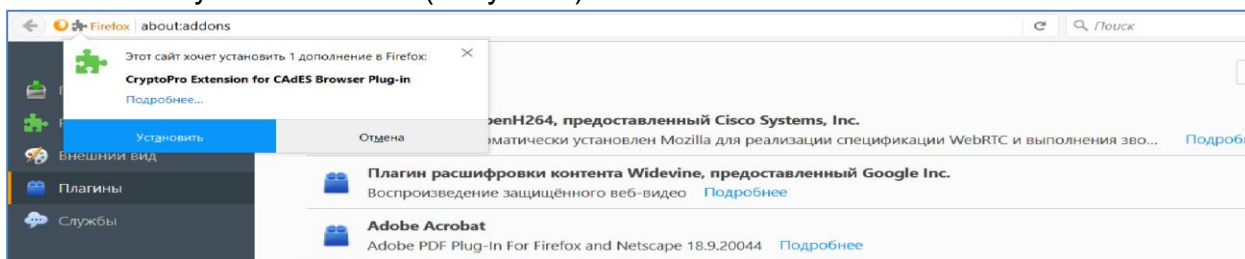 Firefox about:addons
Поиск
Этот сайт хочет установить 1 дополнение в Firefox:
CryptoPro Extension for CAdES Browser Plug-in
Подробнее...
Установить Отмена
penH264, предоставленный Cisco Systems, Inc.
матически установлен Mozilla для реализации спецификации WebRTC и выполнения зво... Подроб
Внешний вид
Плагин расшифровки контента Widevine, предоставленный Google Inc.
Воспроизведение защищённого веб-видео Подробнее
Плагины
Службы
Adobe Acrobat
Adobe PDF Plug-In For Firefox and Netscape 18.9.20044 Подробнее